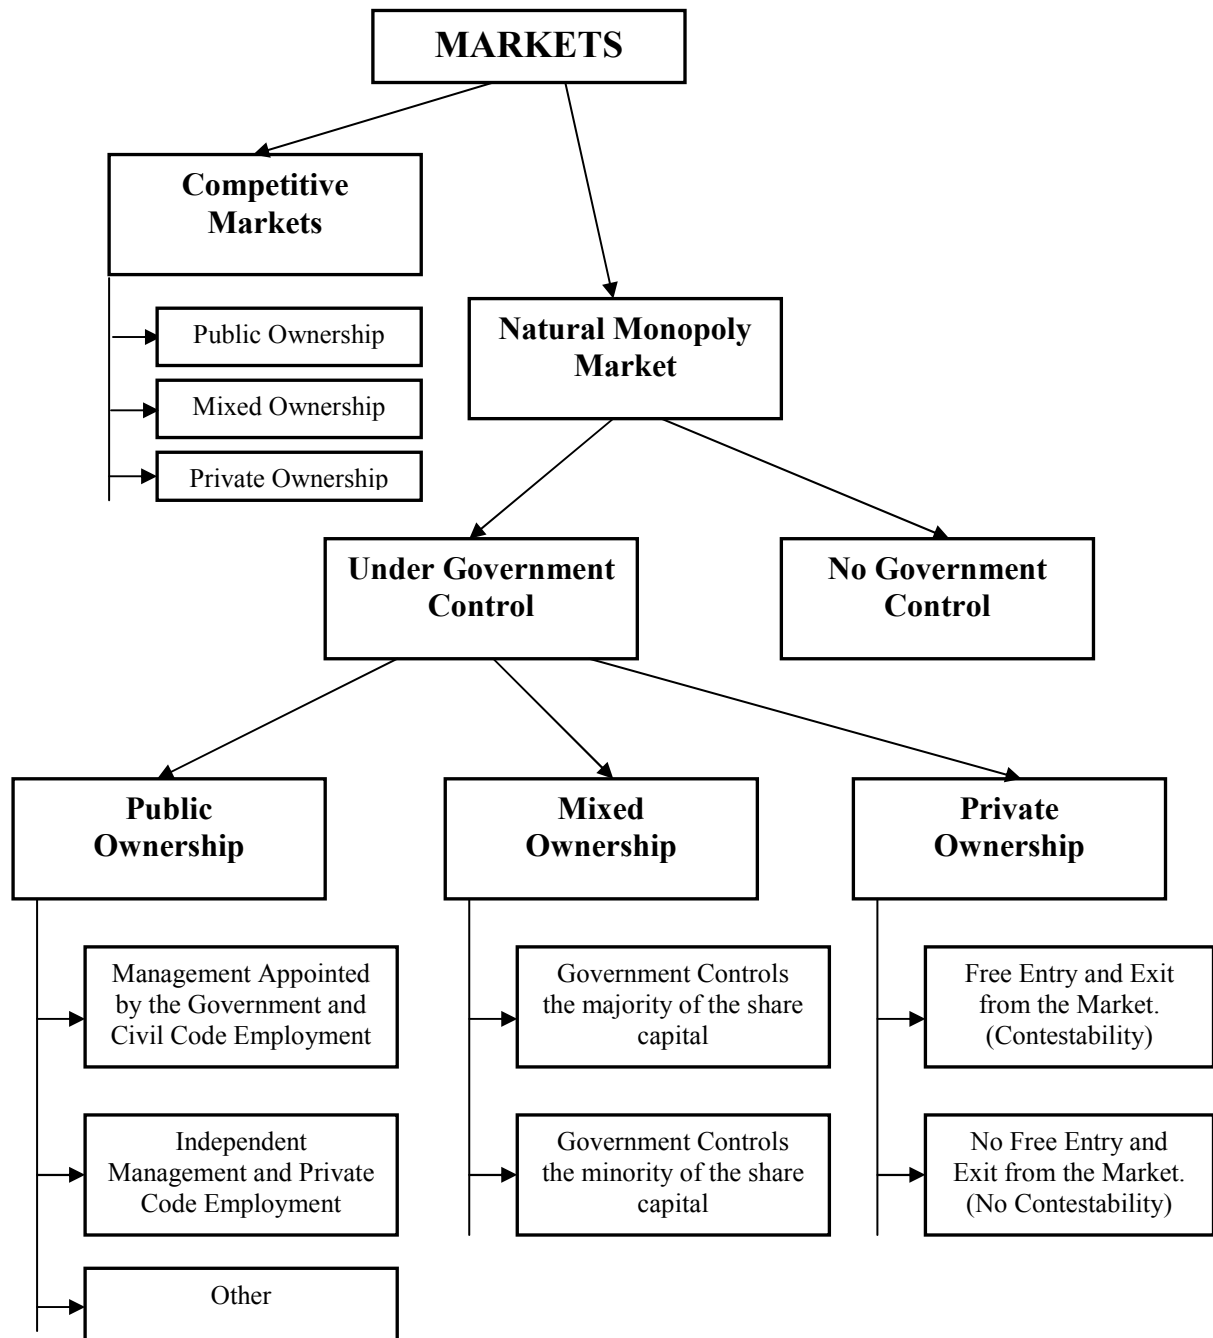 MARKETS
Competitive
Markets
Public Ownership
Mixed Ownership
Private Ownership
Natural Monopoly
Market
Under Government
Control
No Government
Control
Public
Ownership
Mixed
Ownership
Private
Ownership
Management Appointed
by the Government and
Civil Code Employment
Government Controls
the majority of the share
capital
Free Entry and Exit
from the Market.
(Contestability)
Independent
Management and Private
Code Employment
Government Controls
the minority of the share
capital
No Free Entry and
Exit from the Market.
(No Contestability)
Other